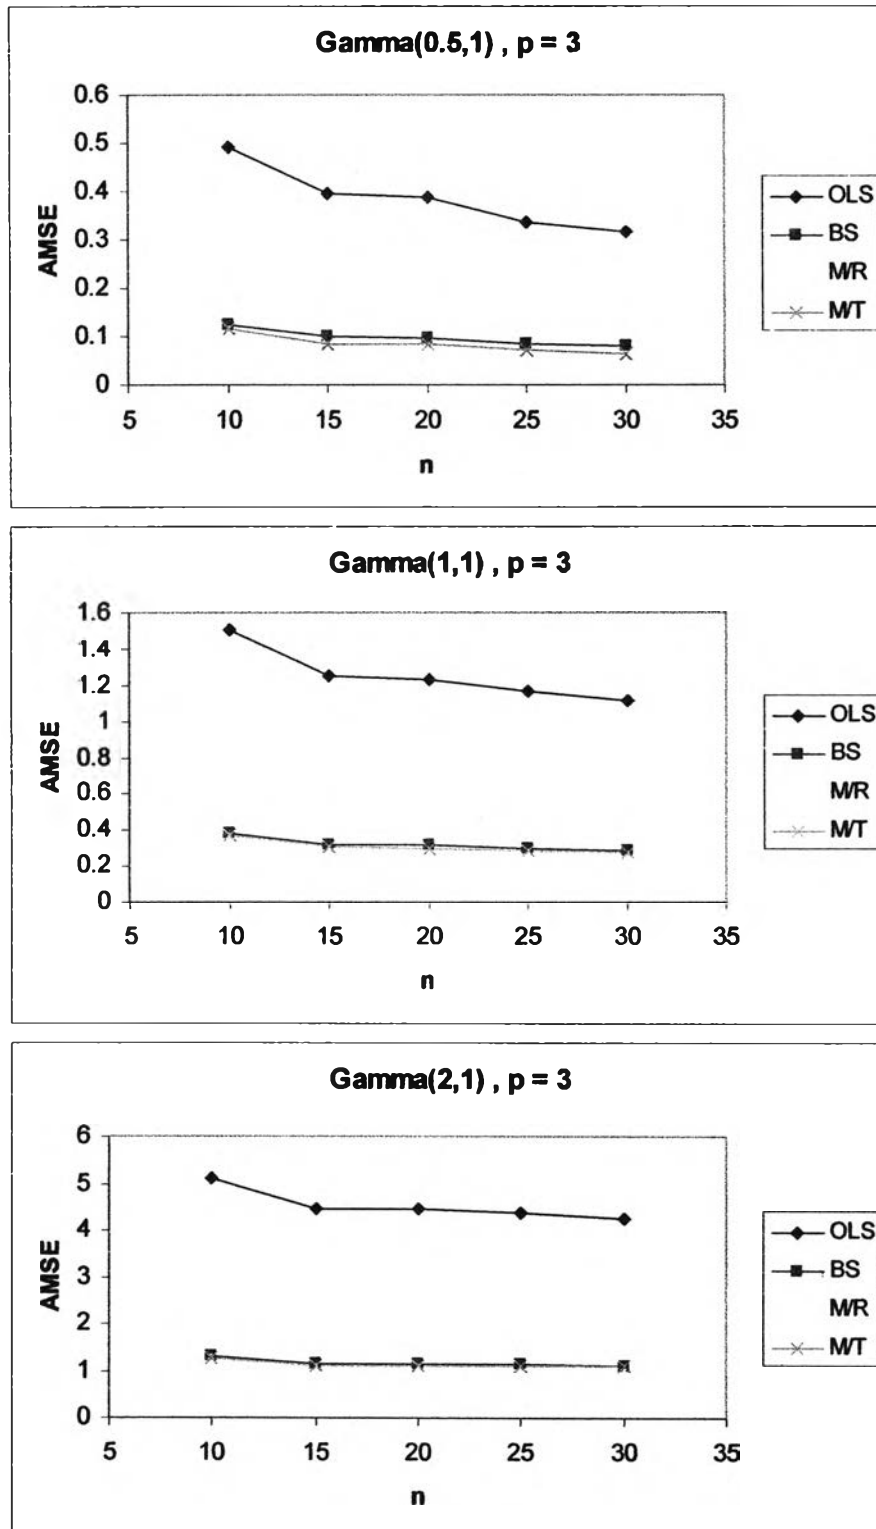 Gamma(0.5,1) , p = 3
0.6
0.5
0.4
0.3
0.2
0.1
0
AMSE
5 10 15 20 25 30 35
n
OLS
BS
M/R
M/T
Gamma(1,1) , p = 3
1.6
1.4
1.2
1
0.8
0.6
0.4
0.2
0
AMSE
5 10 15 20 25 30 35
n
OLS
BS
M/R
M/T
Gamma(2,1) , p = 3
6
5
4
3
2
1
0
AMSE
5 10 15 20 25 30 35
n
OLS
BS
M/R
M/T